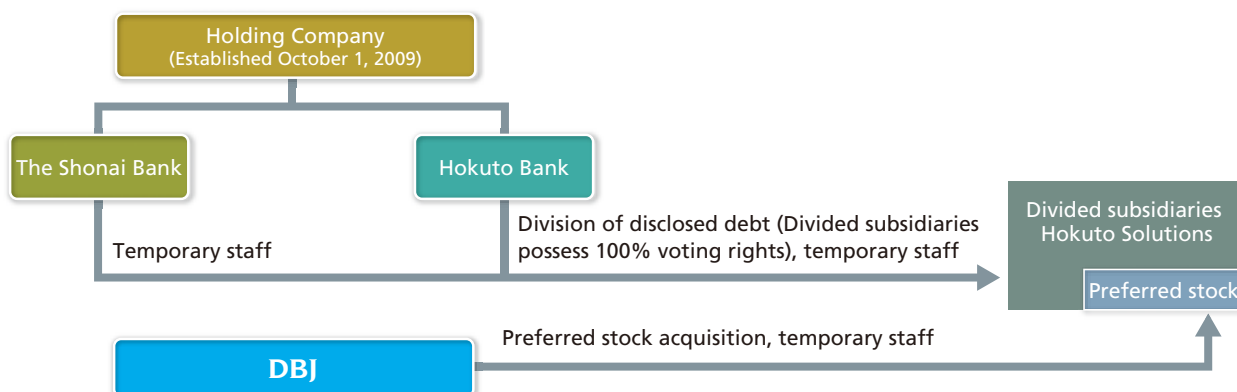 Holding Company
(Established October 1, 2009)
The Shonai Bank
Hokuto Bank
Temporary staff
Division of disclosed debt (Divided subsidiaries
possess 100% voting rights), temporary staff
Divided subsidiaries
Hokuto Solutions
Preferred stock
Preferred stock acquisition, temporary staff
DBJ